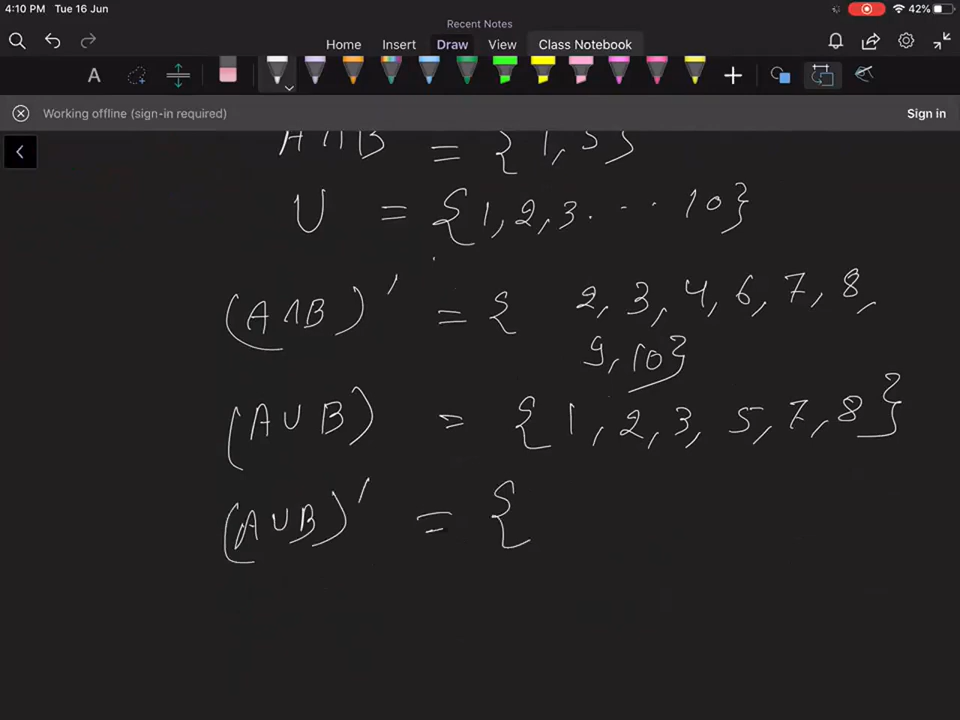 4:10 PM Tue 16 Jun 42%
Recent Notes
Home Insert Draw View Class Notebook
A
Working offline (sign-in required) Sign in
A∩B = {1, 5}
U = {1, 2, 3. ... 10}
(A∩B)' = { 2, 3, 4, 6, 7, 8,
9, 10}
(A∪B) = {1, 2, 3, 5, 7, 8}
(A∪B)' = {